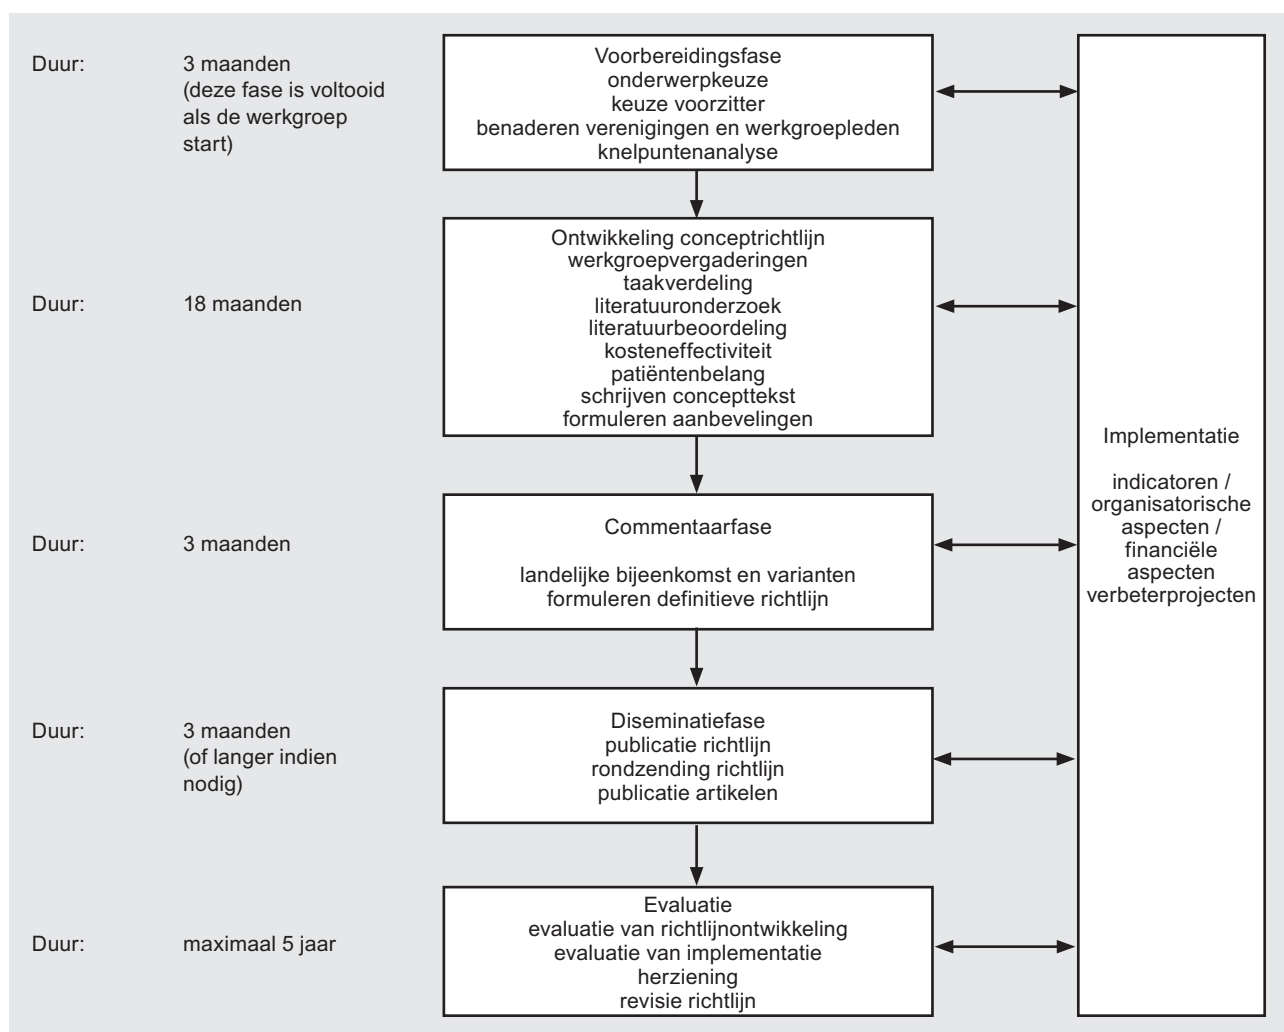 Duur:
3 maanden
(deze fase is voltooid
als de werkgroep
start)
Voorbereidingsfase
onderwerpkeuze
keuze voorzitter
benaderen verenigingen en werkgroepleden
knelpuntenanalyse
Duur:
18 maanden
Ontwikkeling conceptrichtlijn
werkgroepvergaderingen
taakverdeling
literatuuronderzoek
literatuurbeoordeling
kosteneffectiviteit
patiëntenbelang
schrijven concepttekst
formuleren aanbevelingen
Duur:
3 maanden
Commentaarfase
landelijke bijeenkomst en varianten
formuleren definitieve richtlijn
Duur:
3 maanden
(of langer indien
nodig)
Diseminatiefase
publicatie richtlijn
rondzending richtlijn
publicatie artikelen
Duur:
maximaal 5 jaar
Evaluatie
evaluatie van richtlijnontwikkeling
evaluatie van implementatie
herziening
revisie richtlijn
Implementatie
indicatoren /
organisatorische
aspecten /
financiële
aspecten
verbeterprojecten